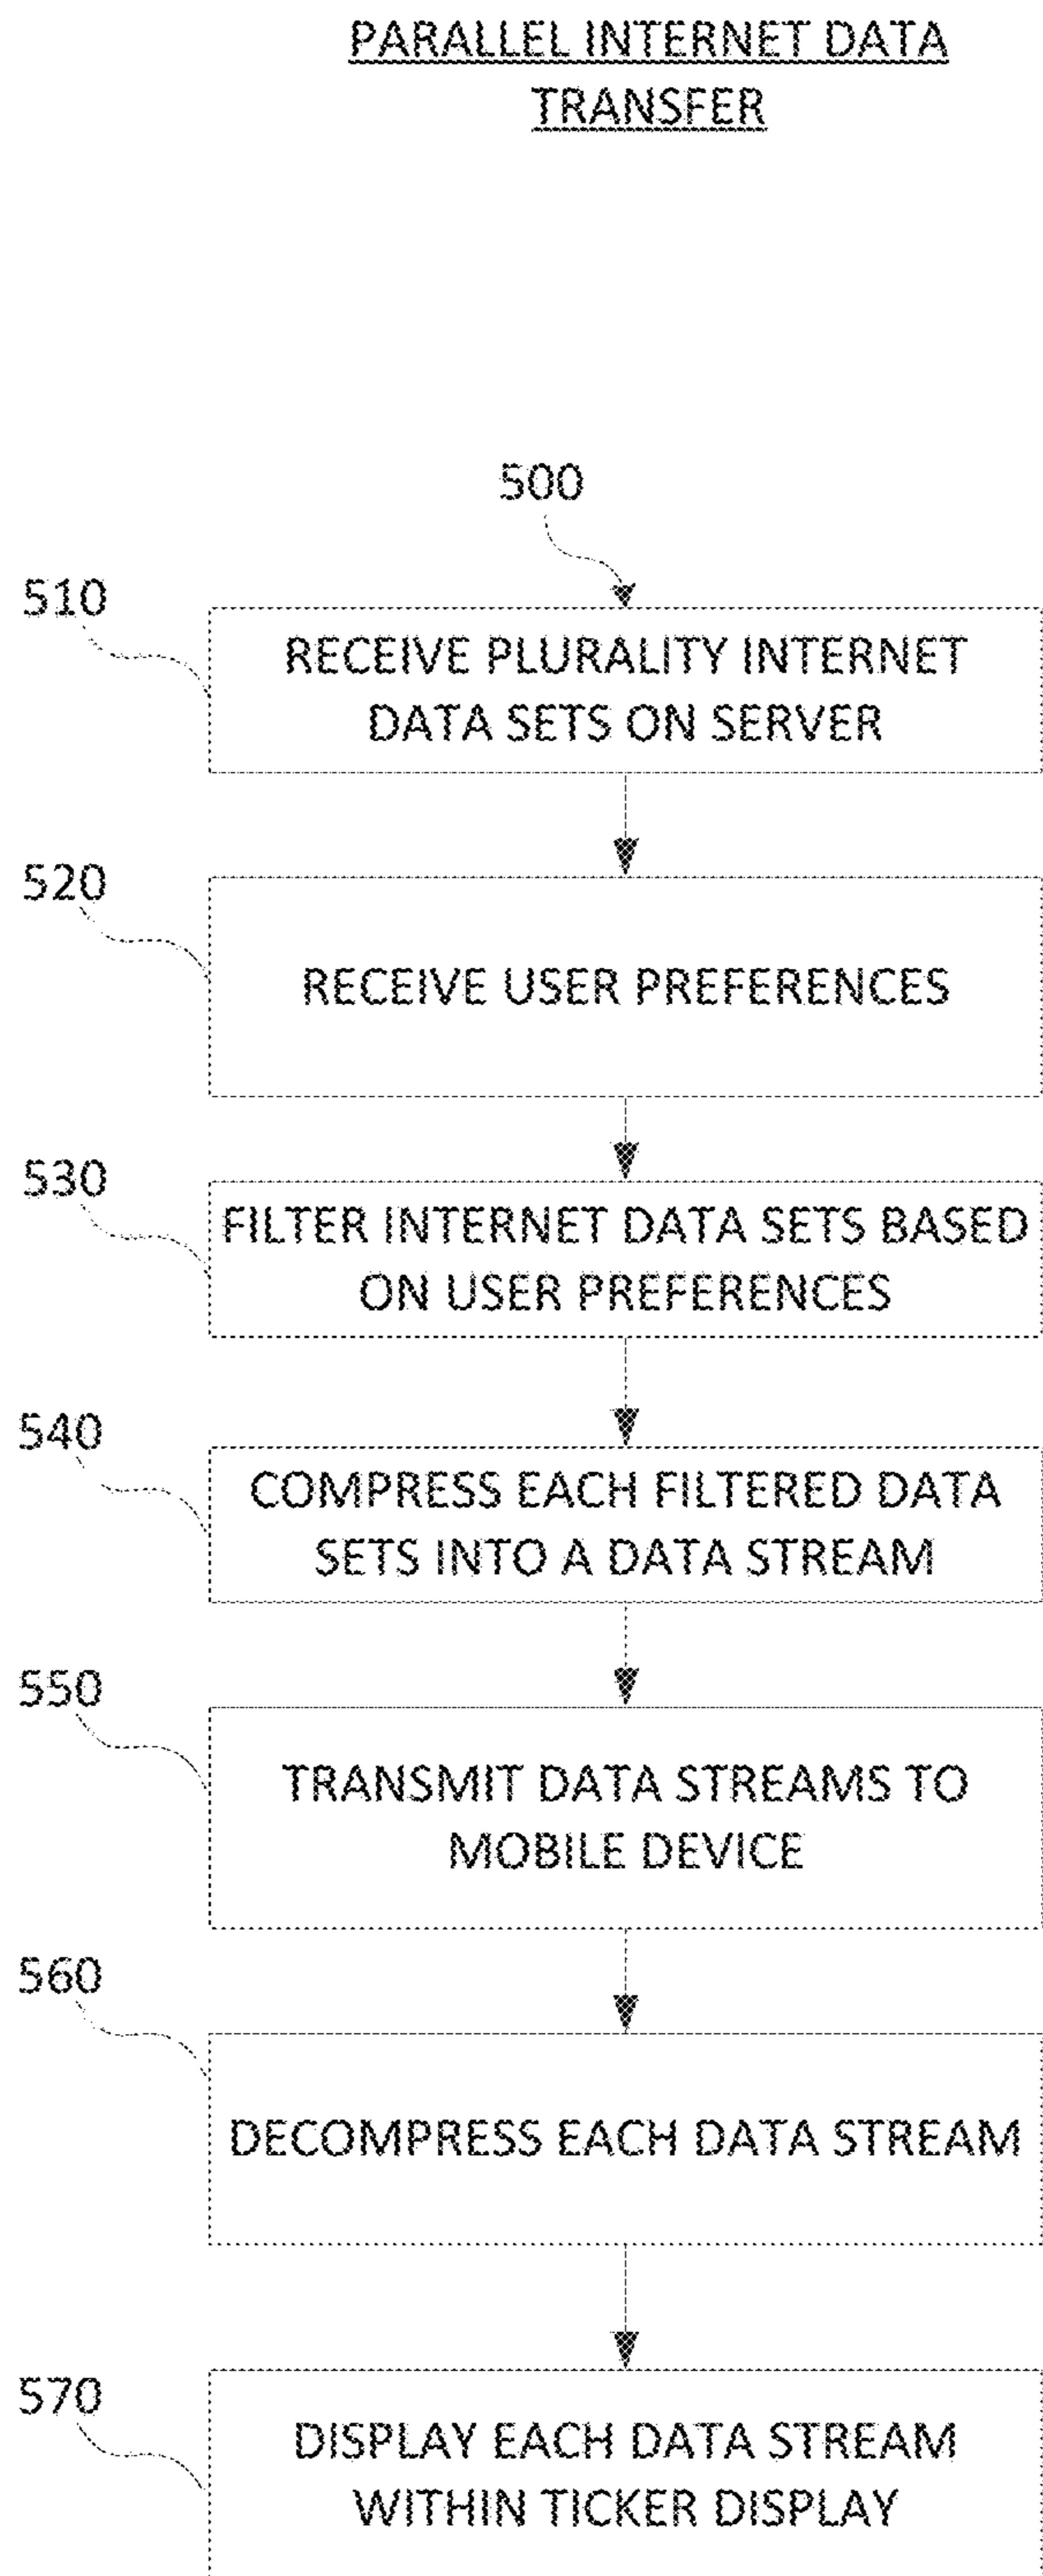 PARALLEL INTERNET DATA
TRANSFER
500
510
RECEIVE PLURALITY INTERNET
DATA SETS ON SERVER
520
RECEIVE USER PREFERENCES
530
FILTER INTERNET DATA SETS BASED
ON USER PREFERENCES
540
COMPRESS EACH FILTERED DATA
SETS INTO A DATA STREAM
550
TRANSMIT DATA STREAMS TO
MOBILE DEVICE
560
DECOMPRESS EACH DATA STREAM
570
DISPLAY EACH DATA STREAM
WITHIN TICKER DISPLAY